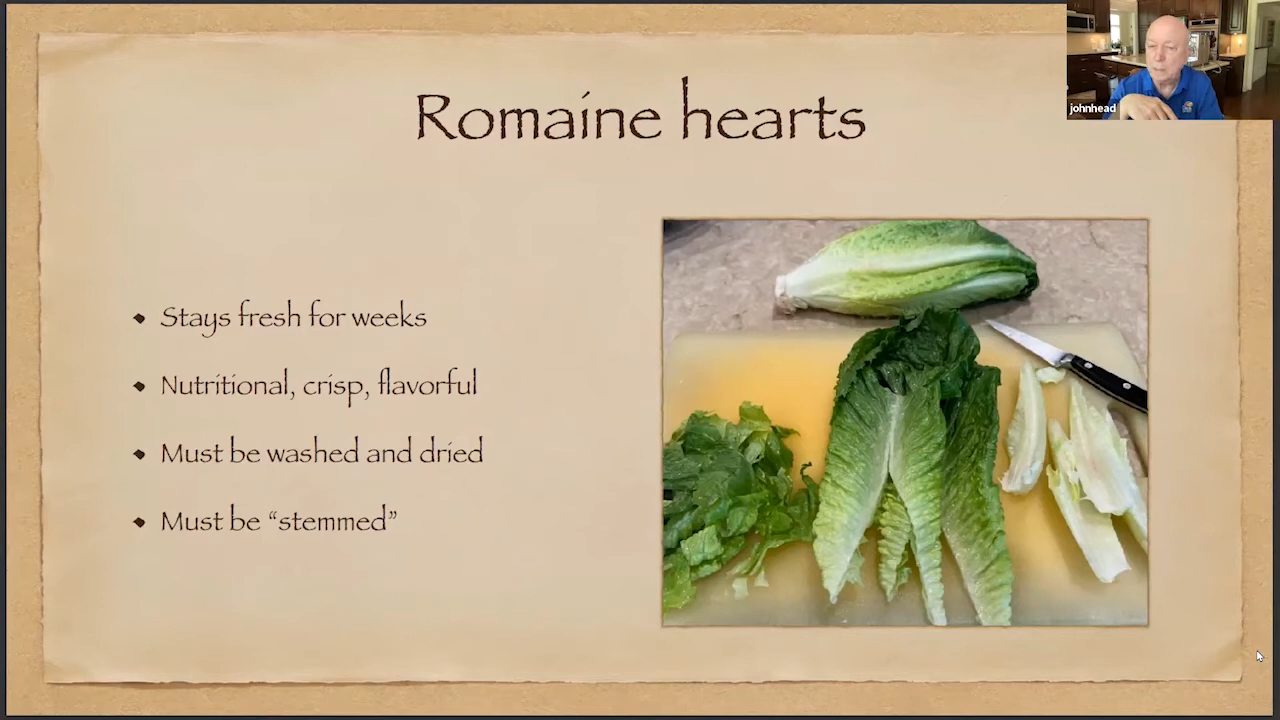 Romaine hearts
johnhead
Stays fresh for weeks
Nutritional, crisp, flavorful
Must be washed and dried
Must be “stemmed”